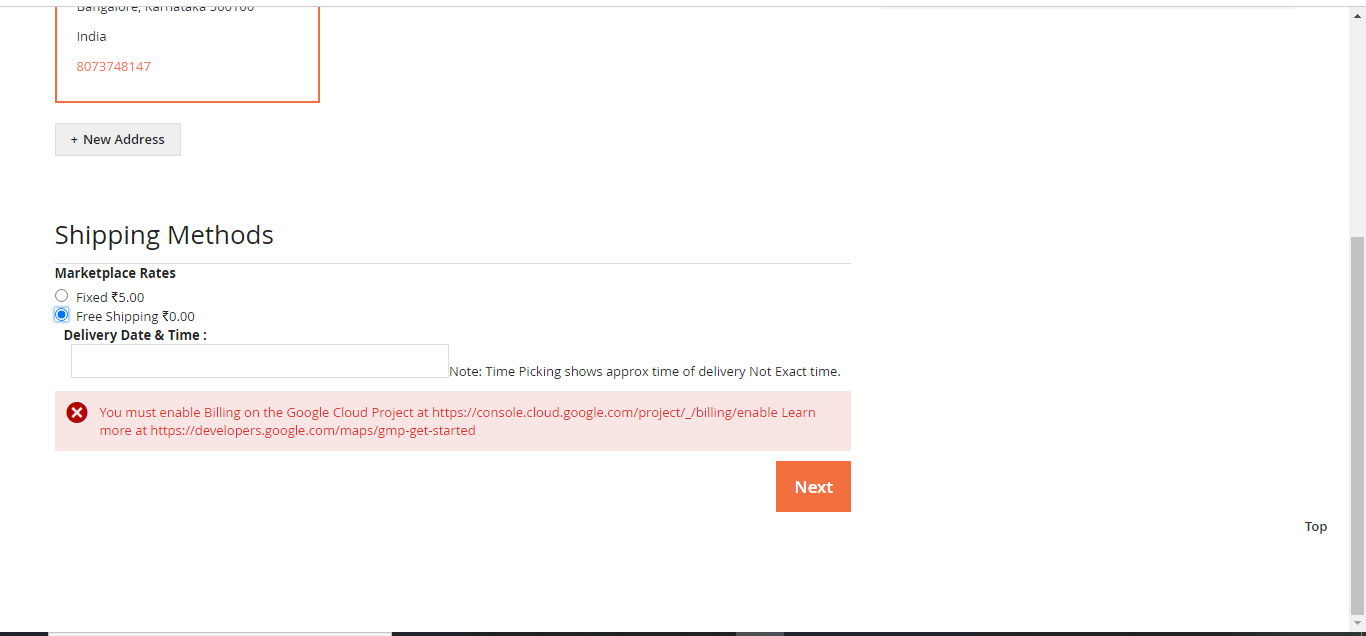 India
8073748147
+ New Address
Shipping Methods
Marketplace Rates
Fixed ₹5.00
Free Shipping ₹0.00
Delivery Date & Time :
Note: Time Picking shows approx time of delivery Not Exact time.
You must enable Billing on the Google Cloud Project at https://console.cloud.google.com/project/_/billing/enable Learn
more at https://developers.google.com/maps/gmp-get-started
Next
Top